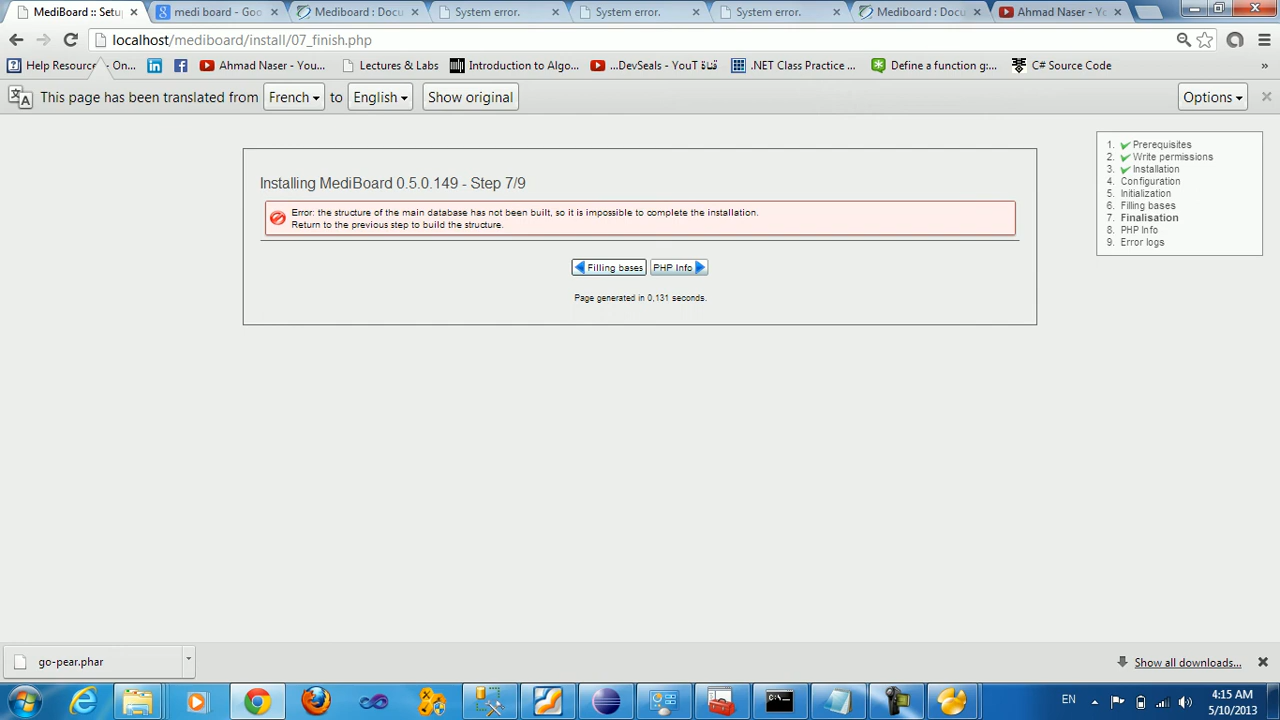 MediBoard :: Setu
medi board - Goo
Mediboard : Docu
System error.
System error.
System error.
Mediboard : Docu
Ahmad Naser - Yo
localhost/mediboard/install/07_finish.php
Help Resource
On...
Ahmad Naser - You...
Lectures & Labs
Introduction to Algo...
...DevSeals - YouT قناة
.NET Class Practice ...
Define a function g:...
C# Source Code
»
This page has been translated from French to English Show original
Options
1. Prerequisites
2. Write permissions
3. Installation
4. Configuration
5. Initialization
6. Filling bases
7. Finalisation
8. PHP Info
9. Error logs
Installing MediBoard 0.5.0.149 - Step 7/9
Error: the structure of the main database has not been built, so it is impossible to complete the installation.
Return to the previous step to build the structure.
Filling bases PHP Info
Page generated in 0,131 seconds.
go-pear.phar
Show all downloads...
EN
4:15 AM
5/10/2013